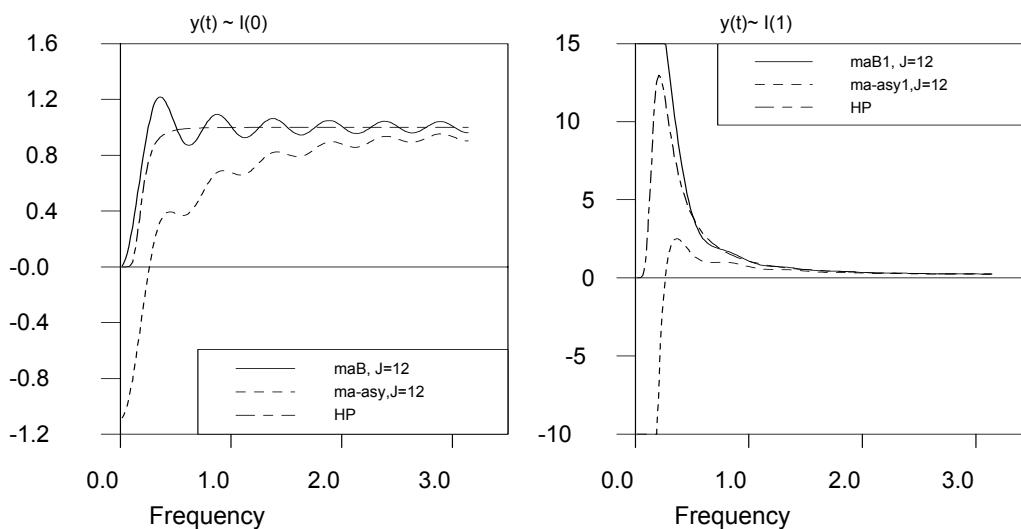 y(t) ~ I(0)
1.6
1.2
0.8
0.4
-0.0
-0.4
-0.8
-1.2
maB, J=12
ma-asy,J=12
HP
0.0 1.0 2.0 3.0
Frequency
y(t)~ I(1)
15
10
5
0
-5
-10
maB1, J=12
ma-asy1,J=12
HP
0.0 1.0 2.0 3.0
Frequency